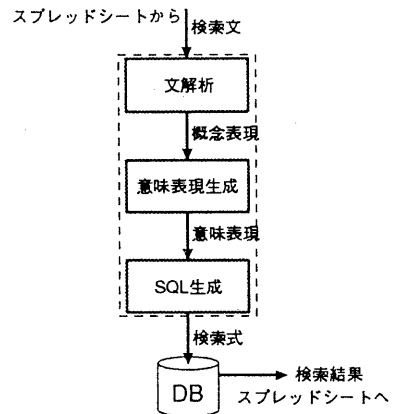 スプレッドシートから
検索文
文解析
概念表現
意味表現生成
意味表現
SQL生成
検索式
DB
検索結果
スプレッドシートへ